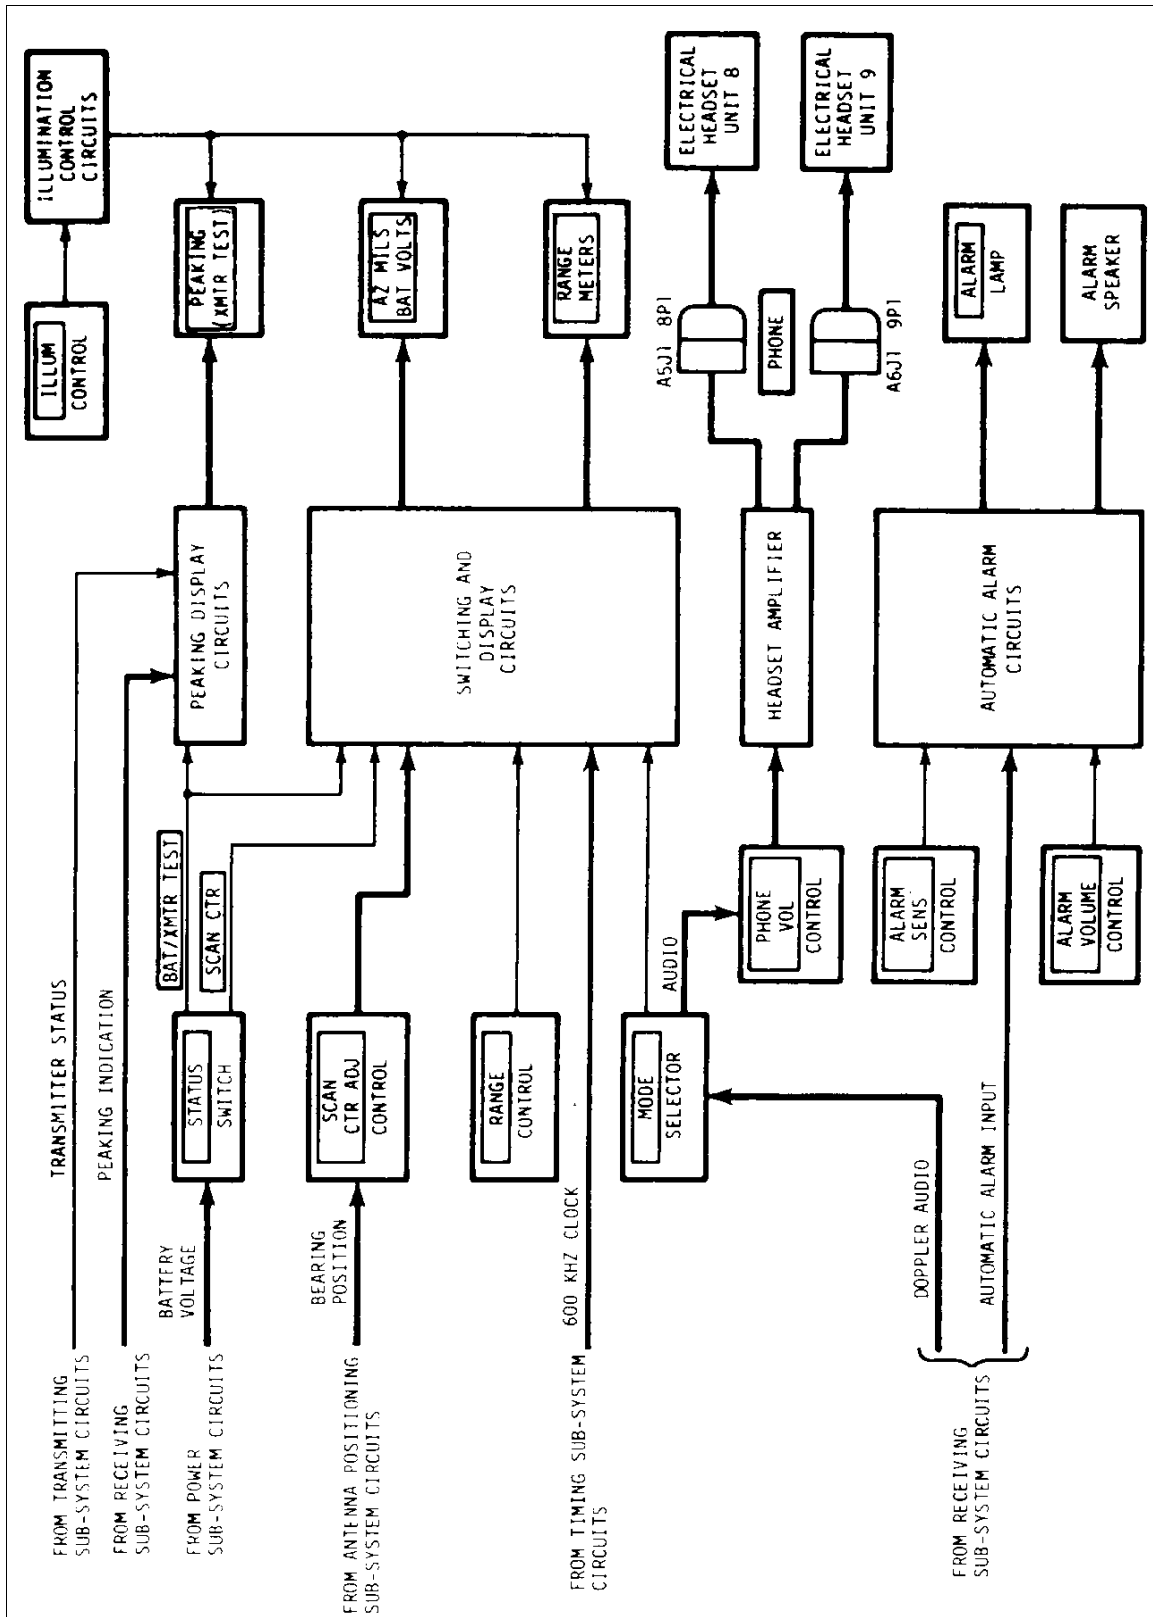 FROM TRANSMITTING
SUB-SYSTEM CIRCUITS
TRANSMITTER STATUS
FROM RECEIVING
SUB-SYSTEM CIRCUITS
PEAKING INDICATION
FROM POWER
SUB-SYSTEM CIRCUITS
BATTERY
VOLTAGE
STATUS
SWITCH
BAT/XMTR TEST
SCAN CTR
PEAKING DISPLAY
CIRCUITS
PEAKING
(XMTR TEST)
ILLUM
CONTROL
ILLUMINATION
CONTROL
CIRCUITS
FROM ANTENNA POSITIONING
SUB-SYSTEM CIRCUITS
BEARING
POSITION
SCAN
CTR ADJ
CONTROL
SWITCHING AND
DISPLAY
CIRCUITS
AZ MILS
BAT VOLTS
RANGE
CONTROL
RANGE
METERS
FROM TIMING SUB-SYSTEM
CIRCUITS
600 KHZ CLOCK
MODE
SELECTOR
AUDIO
PHONE
VOL
CONTROL
HEADSET AMPLIFIER
A5J1 8P1
ELECTRICAL
HEADSET
UNIT 8
PHONE
A6J1 9P1
ELECTRICAL
HEADSET
UNIT 9
FROM RECEIVING
SUB-SYSTEM CIRCUITS
DOPPLER AUDIO
AUTOMATIC ALARM INPUT
ALARM
SENS
CONTROL
ALARM
VOLUME
CONTROL
AUTOMATIC ALARM
CIRCUITS
ALARM
LAMP
ALARM
SPEAKER